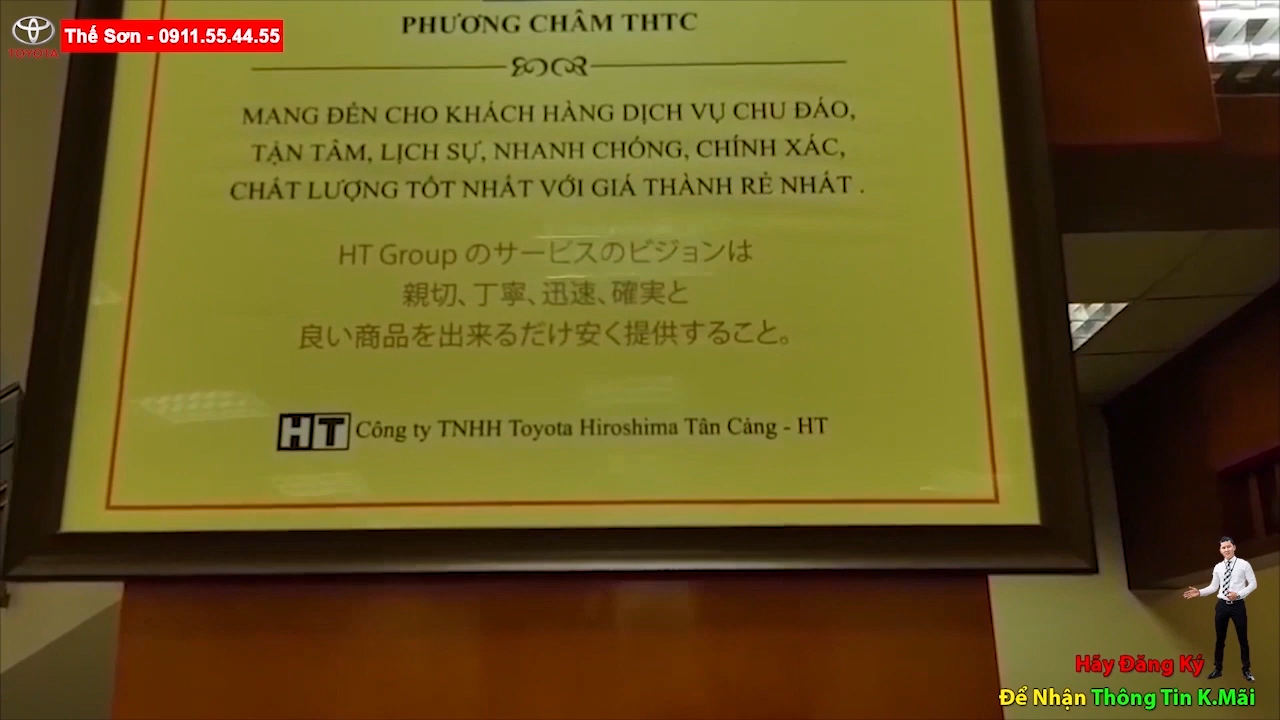 TOYOTA
Thế Sơn - 0911.55.44.55
PHƯƠNG CHÂM THTC
MANG ĐẾN CHO KHÁCH HÀNG DỊCH VỤ CHU ĐÁO,
TẬN TÂM, LỊCH SỰ, NHANH CHÓNG, CHÍNH XÁC,
CHẤT LƯỢNG TỐT NHẤT VỚI GIÁ THÀNH RẺ NHẤT .
HT Group のサービスのビジョンは
親切、丁寧、迅速、確実と
良い商品を出来るだけ安く提供すること。
HT Công ty TNHH Toyota Hiroshima Tân Cảng - HT
Hãy Đăng Ký
Để Nhận Thông Tin K.Mãi